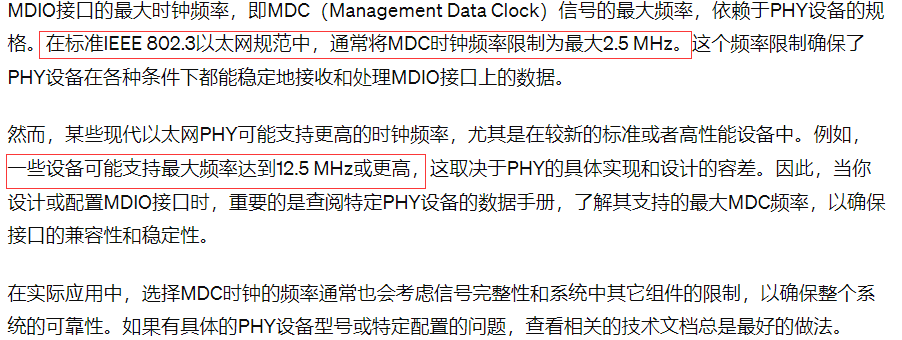 MDIO接口的最大时钟频率，即MDC（Management Data Clock）信号的最大频率，依赖于PHY设备的规
格。在标准IEEE 802.3以太网规范中，通常将MDC时钟频率限制为最大2.5 MHz。这个频率限制确保了
PHY设备在各种条件下都能稳定地接收和处理MDIO接口上的数据。
然而，某些现代以太网PHY可能支持更高的时钟频率，尤其是在较新的标准或者高性能设备中。例如，
一些设备可能支持最大频率达到12.5 MHz或更高，这取决于PHY的具体实现和设计的容差。因此，当你
设计或配置MDIO接口时，重要的是查阅特定PHY设备的数据手册，了解其支持的最大MDC频率，以确保
接口的兼容性和稳定性。
在实际应用中，选择MDC时钟的频率通常也会考虑信号完整性和系统中其它组件的限制，以确保整个系
统的可靠性。如果有具体的PHY设备型号或特定配置的问题，查看相关的技术文档总是最好的做法。